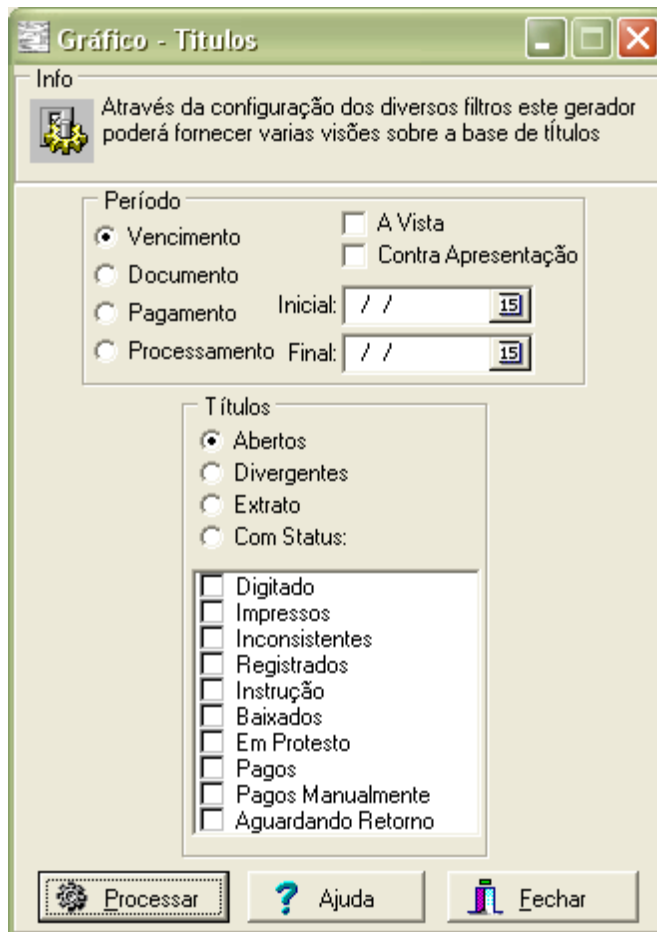 Gráfico - Titulos
Info
Através da configuração dos diversos filtros este gerador
poderá fornecer varias visões sobre a base de tÍtulos
Período
Vencimento
A Vista
Contra Apresentação
Documento
Pagamento
Inicial: / / 15
Processamento
Final: / / 15
Títulos
Abertos
Divergentes
Extrato
Com Status:
Digitado
Impressos
Inconsistentes
Registrados
Instrução
Baixados
Em Protesto
Pagos
Pagos Manualmente
Aguardando Retorno
Processar
? Ajuda
Fechar